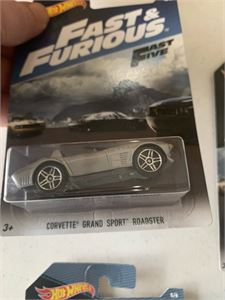 HOT WHEELS
FAST &
FURIOUS
FAST FIVE
3+
CORVETTE GRAND SPORT ROADSTER
HOT WHEELS